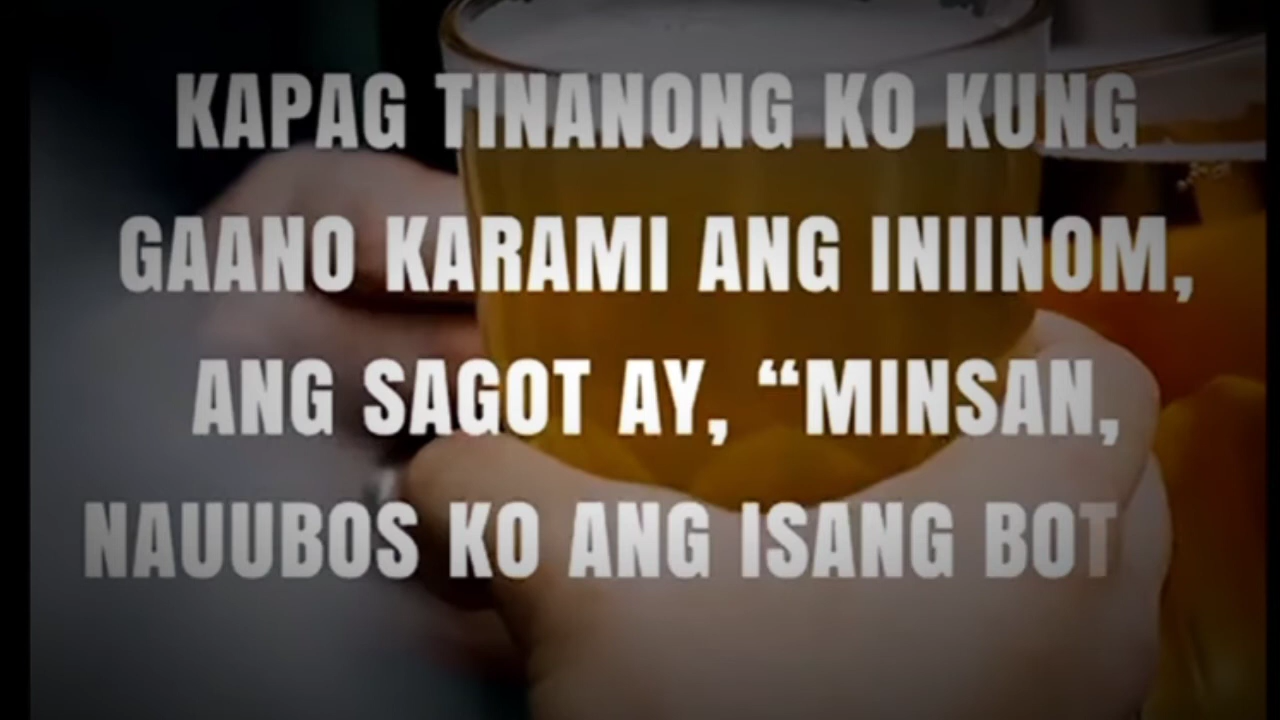 KAPAG TINANONG KO KUNG
GAANO KARAMI ANG INIINOM,
ANG SAGOT AY, “MINSAN,
NAUUBOS KO ANG ISANG BOT